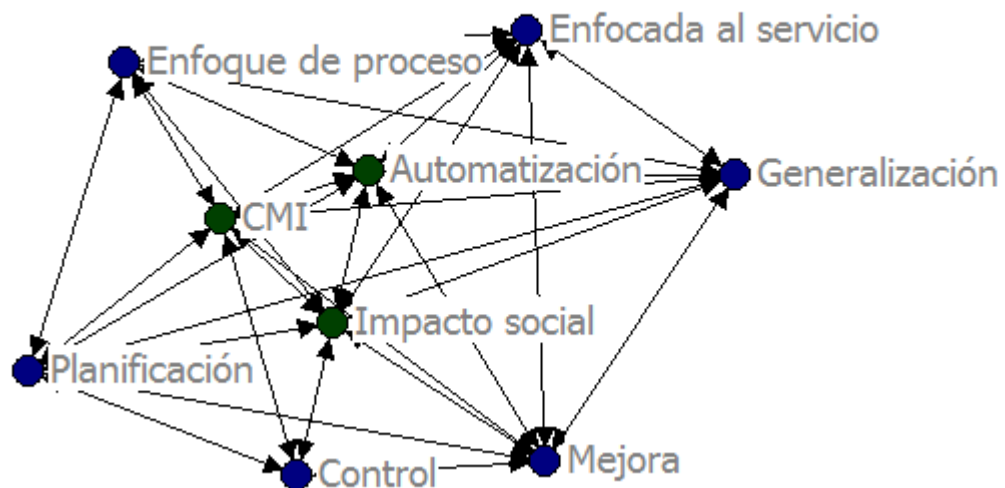 Enfocada al servicio
Enfoque de proceso
Automatización
Generalización
CMI
Impacto social
Planificación
Control
Mejora